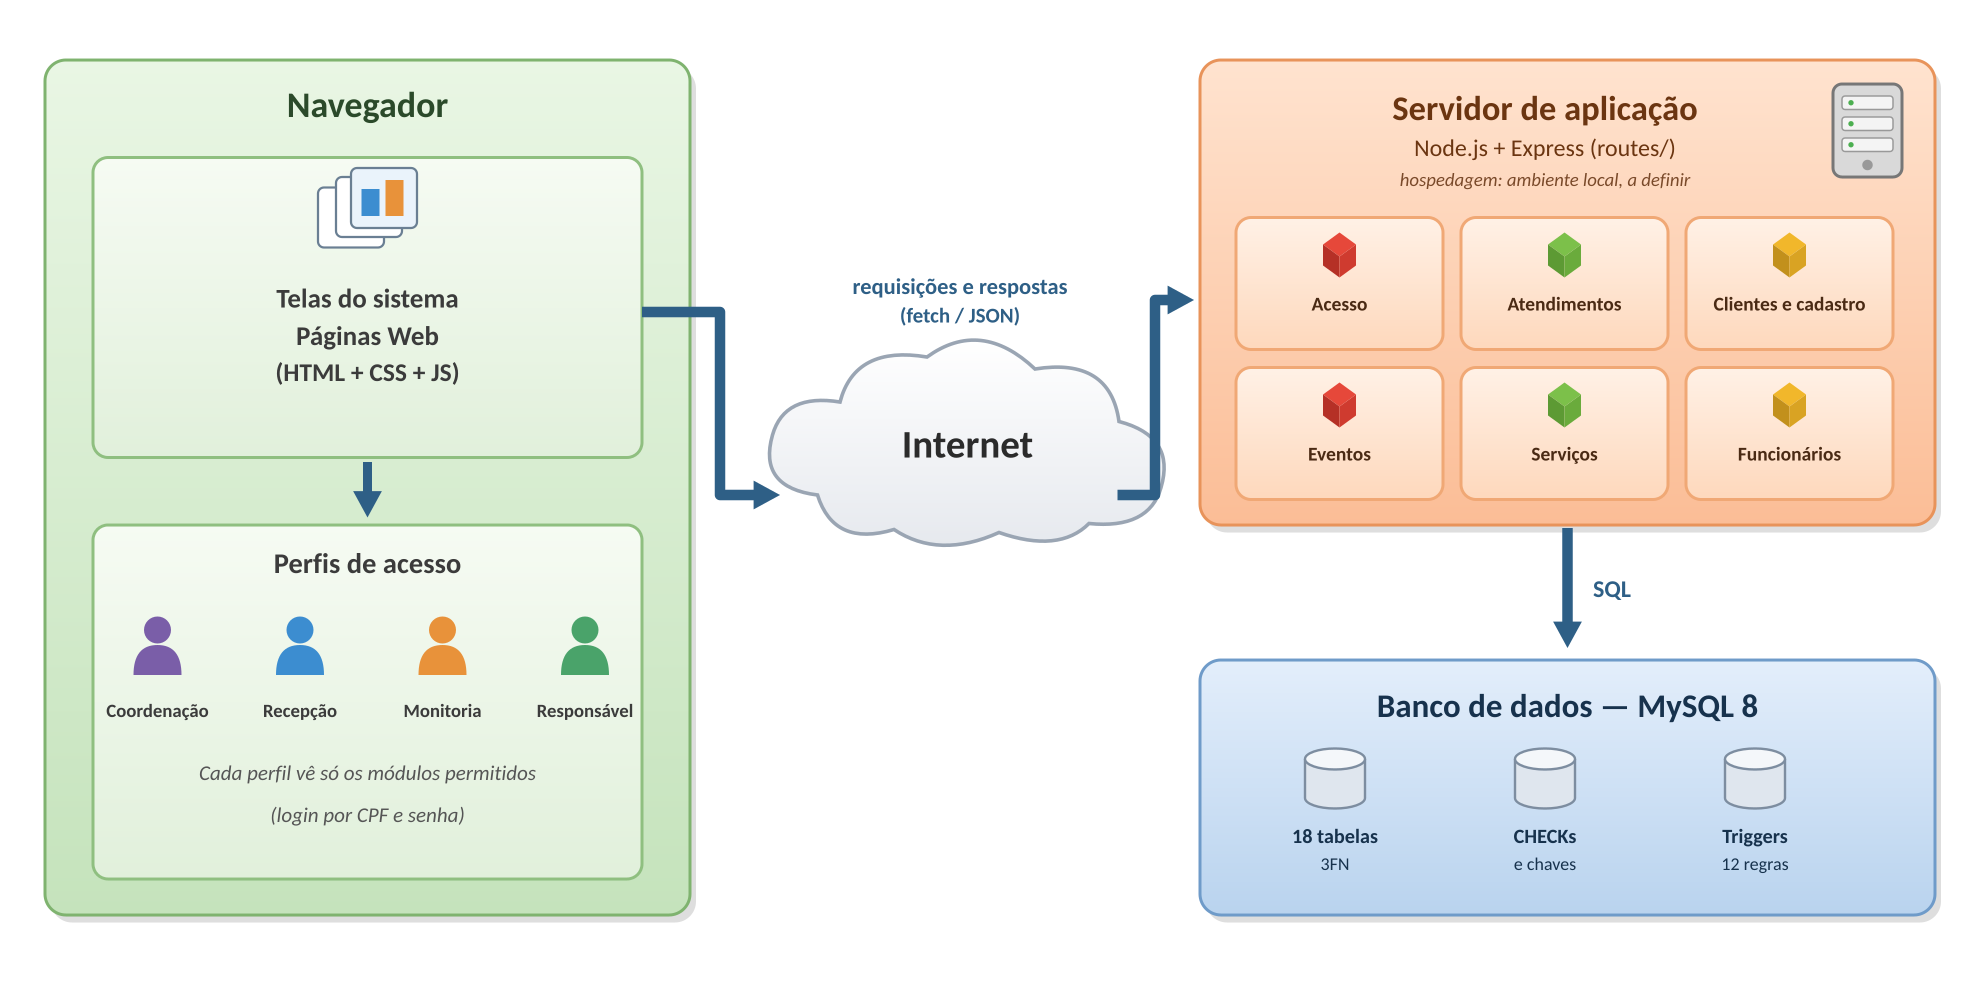 Navegador
Telas do sistema
Páginas Web
(HTML + CSS + JS)
Perfis de acesso
Coordenação
Recepção
Monitoria
Responsável
Cada perfil vê só os módulos permitidos
(login por CPF e senha)
requisições e respostas
(fetch / JSON)
Internet
Servidor de aplicação
Node.js + Express (routes/)
hospedagem: ambiente local, a definir
Acesso
Atendimentos
Clientes e cadastro
Eventos
Serviços
Funcionários
SQL
Banco de dados — MySQL 8
18 tabelas
3FN
CHECKs
e chaves
Triggers
12 regras